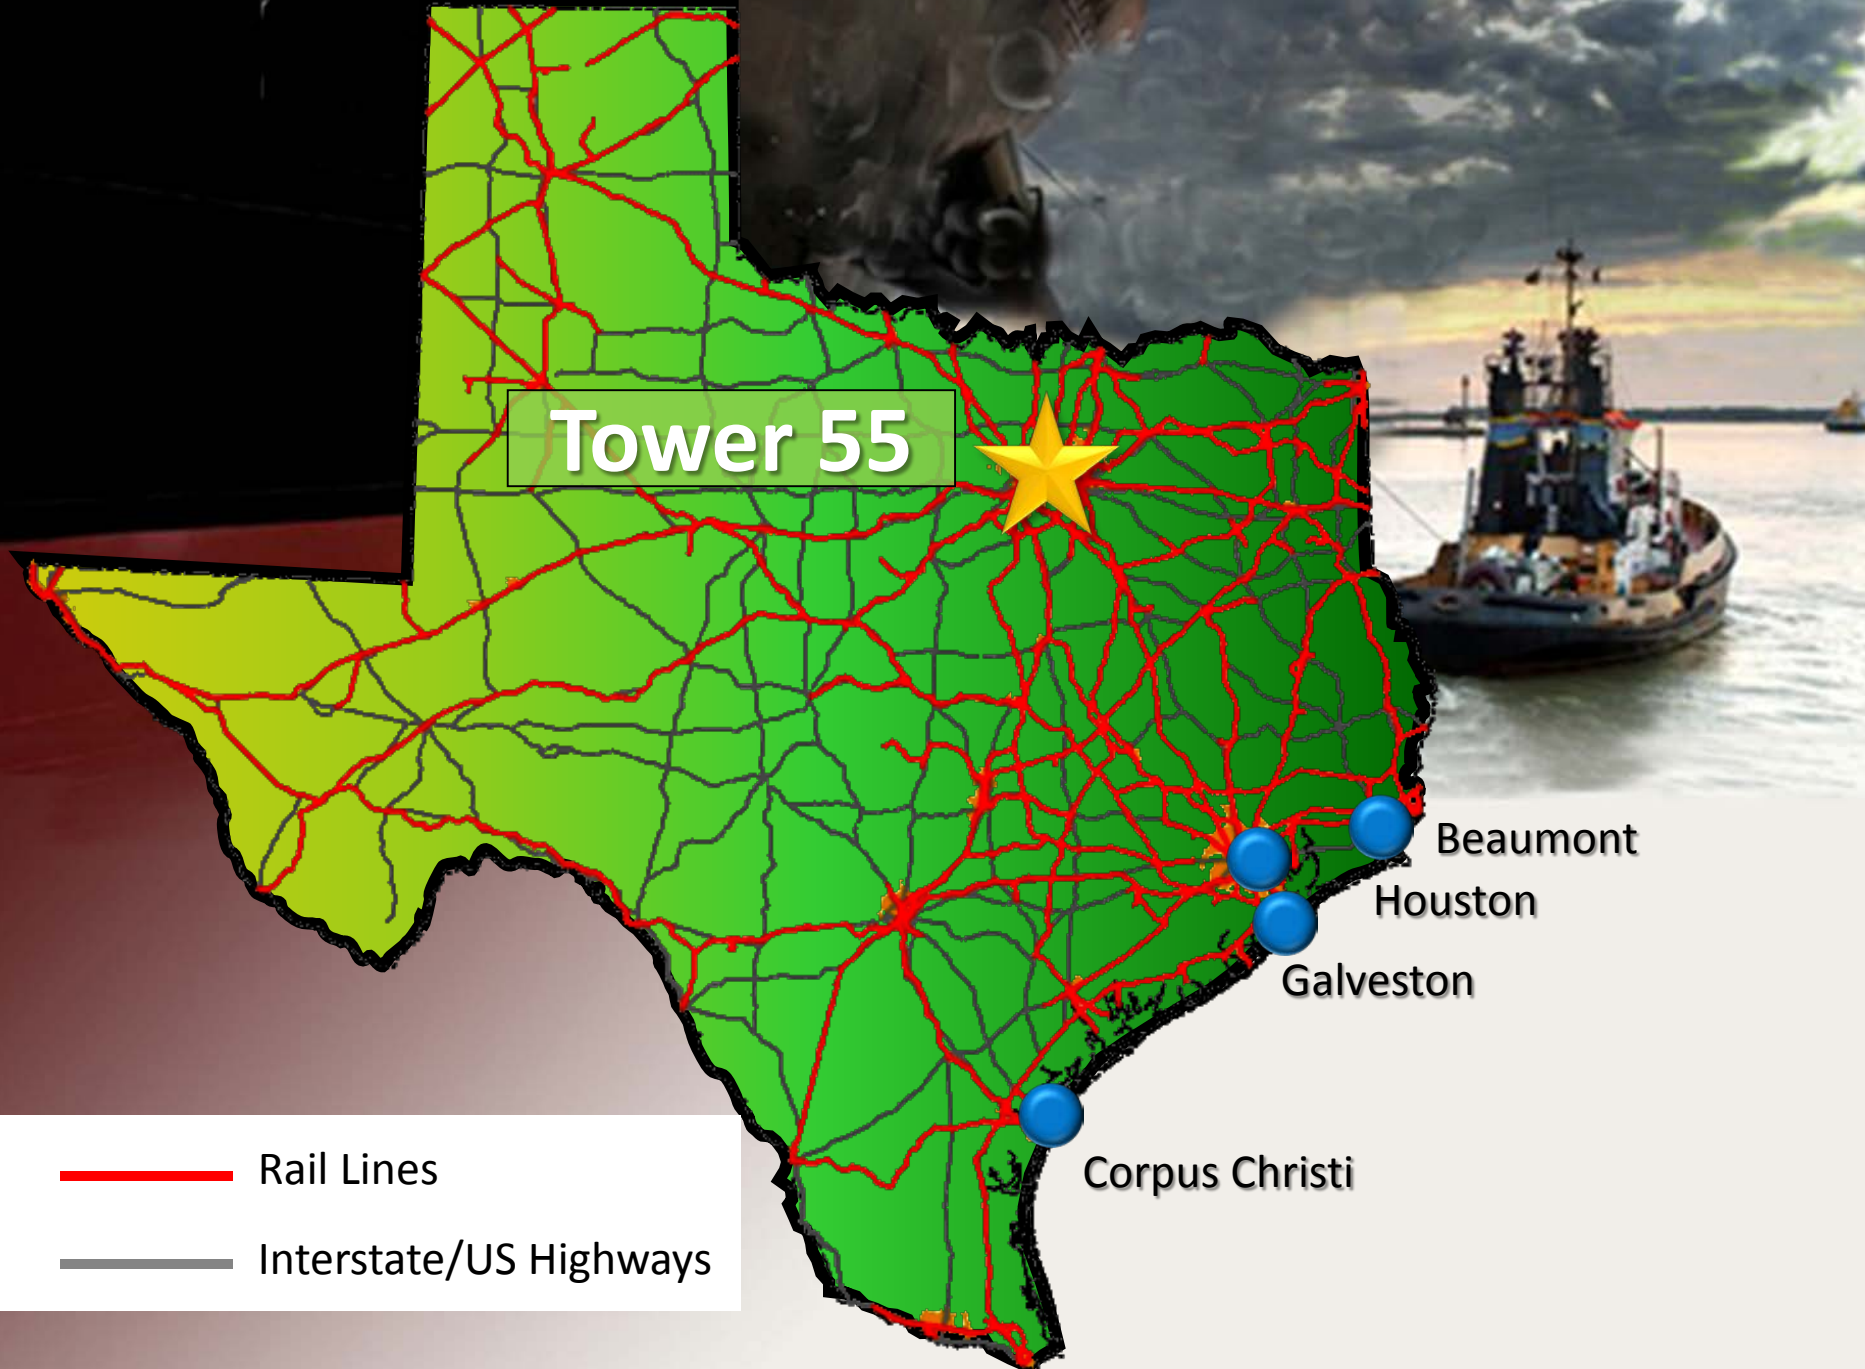 Tower 55
Beaumont
Houston
Galveston
Corpus Christi
Rail Lines
Interstate/US Highways